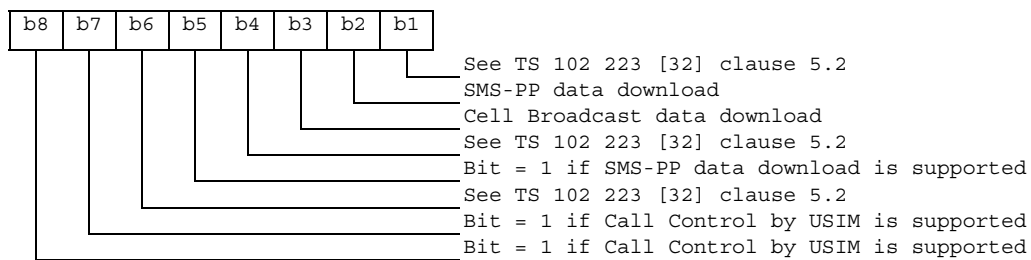 b8 b7 b6 b5 b4 b3 b2 b1
See TS 102 223 [32] clause 5.2
SMS-PP data download
Cell Broadcast data download
See TS 102 223 [32] clause 5.2
Bit = 1 if SMS-PP data download is supported
See TS 102 223 [32] clause 5.2
Bit = 1 if Call Control by USIM is supported
Bit = 1 if Call Control by USIM is supported